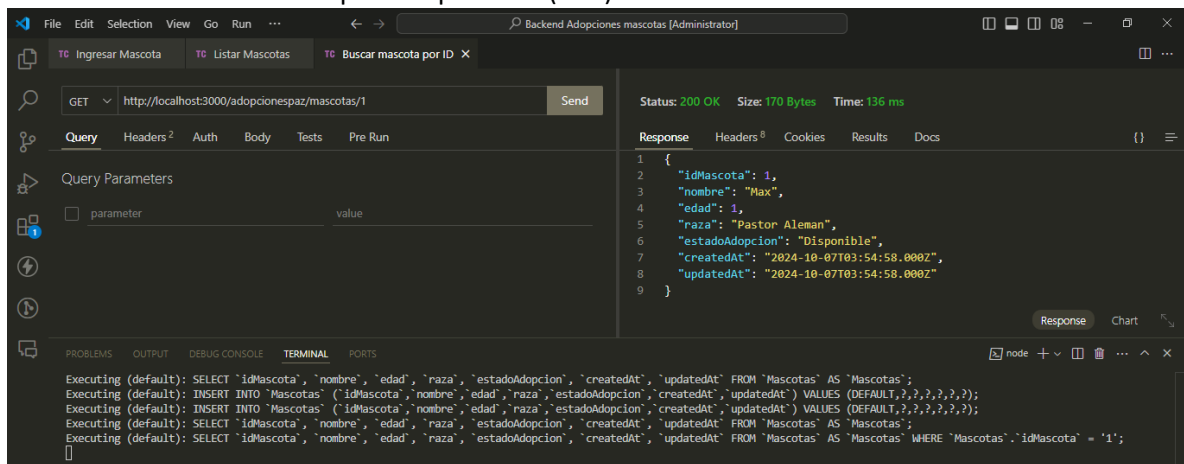 File Edit Selection View Go Run ··· ← → Backend Adopciones mascotas [Administrator]
TC Ingresar Mascota TC Listar Mascotas TC Buscar mascota por ID ×
GET http://localhost:3000/adopcionespaz/mascotas/1 Send
Query Headers 2 Auth Body Tests Pre Run
Query Parameters
parameter value
Status: 200 OK Size: 170 Bytes Time: 136 ms
Response Headers 8 Cookies Results Docs {}
1 {
2 "idMascota": 1,
3 "nombre": "Max",
4 "edad": 1,
5 "raza": "Pastor Aleman",
6 "estadoAdopcion": "Disponible",
7 "createdAt": "2024-10-07T03:54:58.000Z",
8 "updatedAt": "2024-10-07T03:54:58.000Z"
9 }
Response Chart
1
PROBLEMS OUTPUT DEBUG CONSOLE TERMINAL PORTS node
Executing (default): SELECT `idMascota`, `nombre`, `edad`, `raza`, `estadoAdopcion`, `createdAt`, `updatedAt` FROM `Mascotas` AS `Mascotas`;
Executing (default): INSERT INTO `Mascotas` (`idMascota`,`nombre`,`edad`,`raza`,`estadoAdopcion`,`createdAt`,`updatedAt`) VALUES (DEFAULT,?,?,?,?,?,?);
Executing (default): INSERT INTO `Mascotas` (`idMascota`,`nombre`,`edad`,`raza`,`estadoAdopcion`,`createdAt`,`updatedAt`) VALUES (DEFAULT,?,?,?,?,?,?);
Executing (default): SELECT `idMascota`, `nombre`, `edad`, `raza`, `estadoAdopcion`, `createdAt`, `updatedAt` FROM `Mascotas` AS `Mascotas`;
Executing (default): SELECT `idMascota`, `nombre`, `edad`, `raza`, `estadoAdopcion`, `createdAt`, `updatedAt` FROM `Mascotas` AS `Mascotas` WHERE `Mascotas`.`idMascota` = '1';